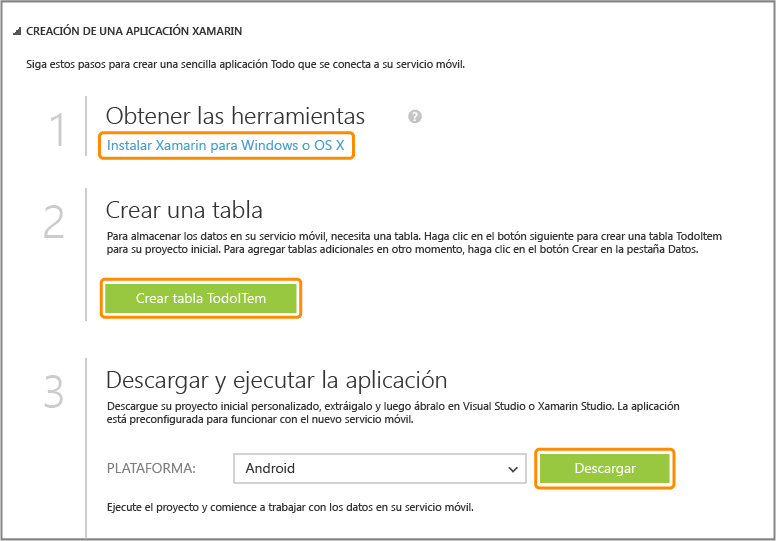 CREACIÓN DE UNA APLICACIÓN XAMARIN
Siga estos pasos para crear una sencilla aplicación Todo que se conecta a su servicio móvil.
1 Obtener las herramientas ?
Instalar Xamarin para Windows o OS X
2 Crear una tabla
Para almacenar los datos en su servicio móvil, necesita una tabla. Haga clic en el botón siguiente para crear una tabla TodoItem
para su proyecto inicial. Para agregar tablas adicionales en otro momento, haga clic en el botón Crear en la pestaña Datos.
Crear tabla TodoITem
3 Descargar y ejecutar la aplicación
Descargue su proyecto inicial personalizado, extráigalo y luego ábralo en Visual Studio o Xamarin Studio. La aplicación
está preconfigurada para funcionar con el nuevo servicio móvil.
PLATAFORMA: Android Descargar
Ejecute el proyecto y comience a trabajar con los datos en su servicio móvil.